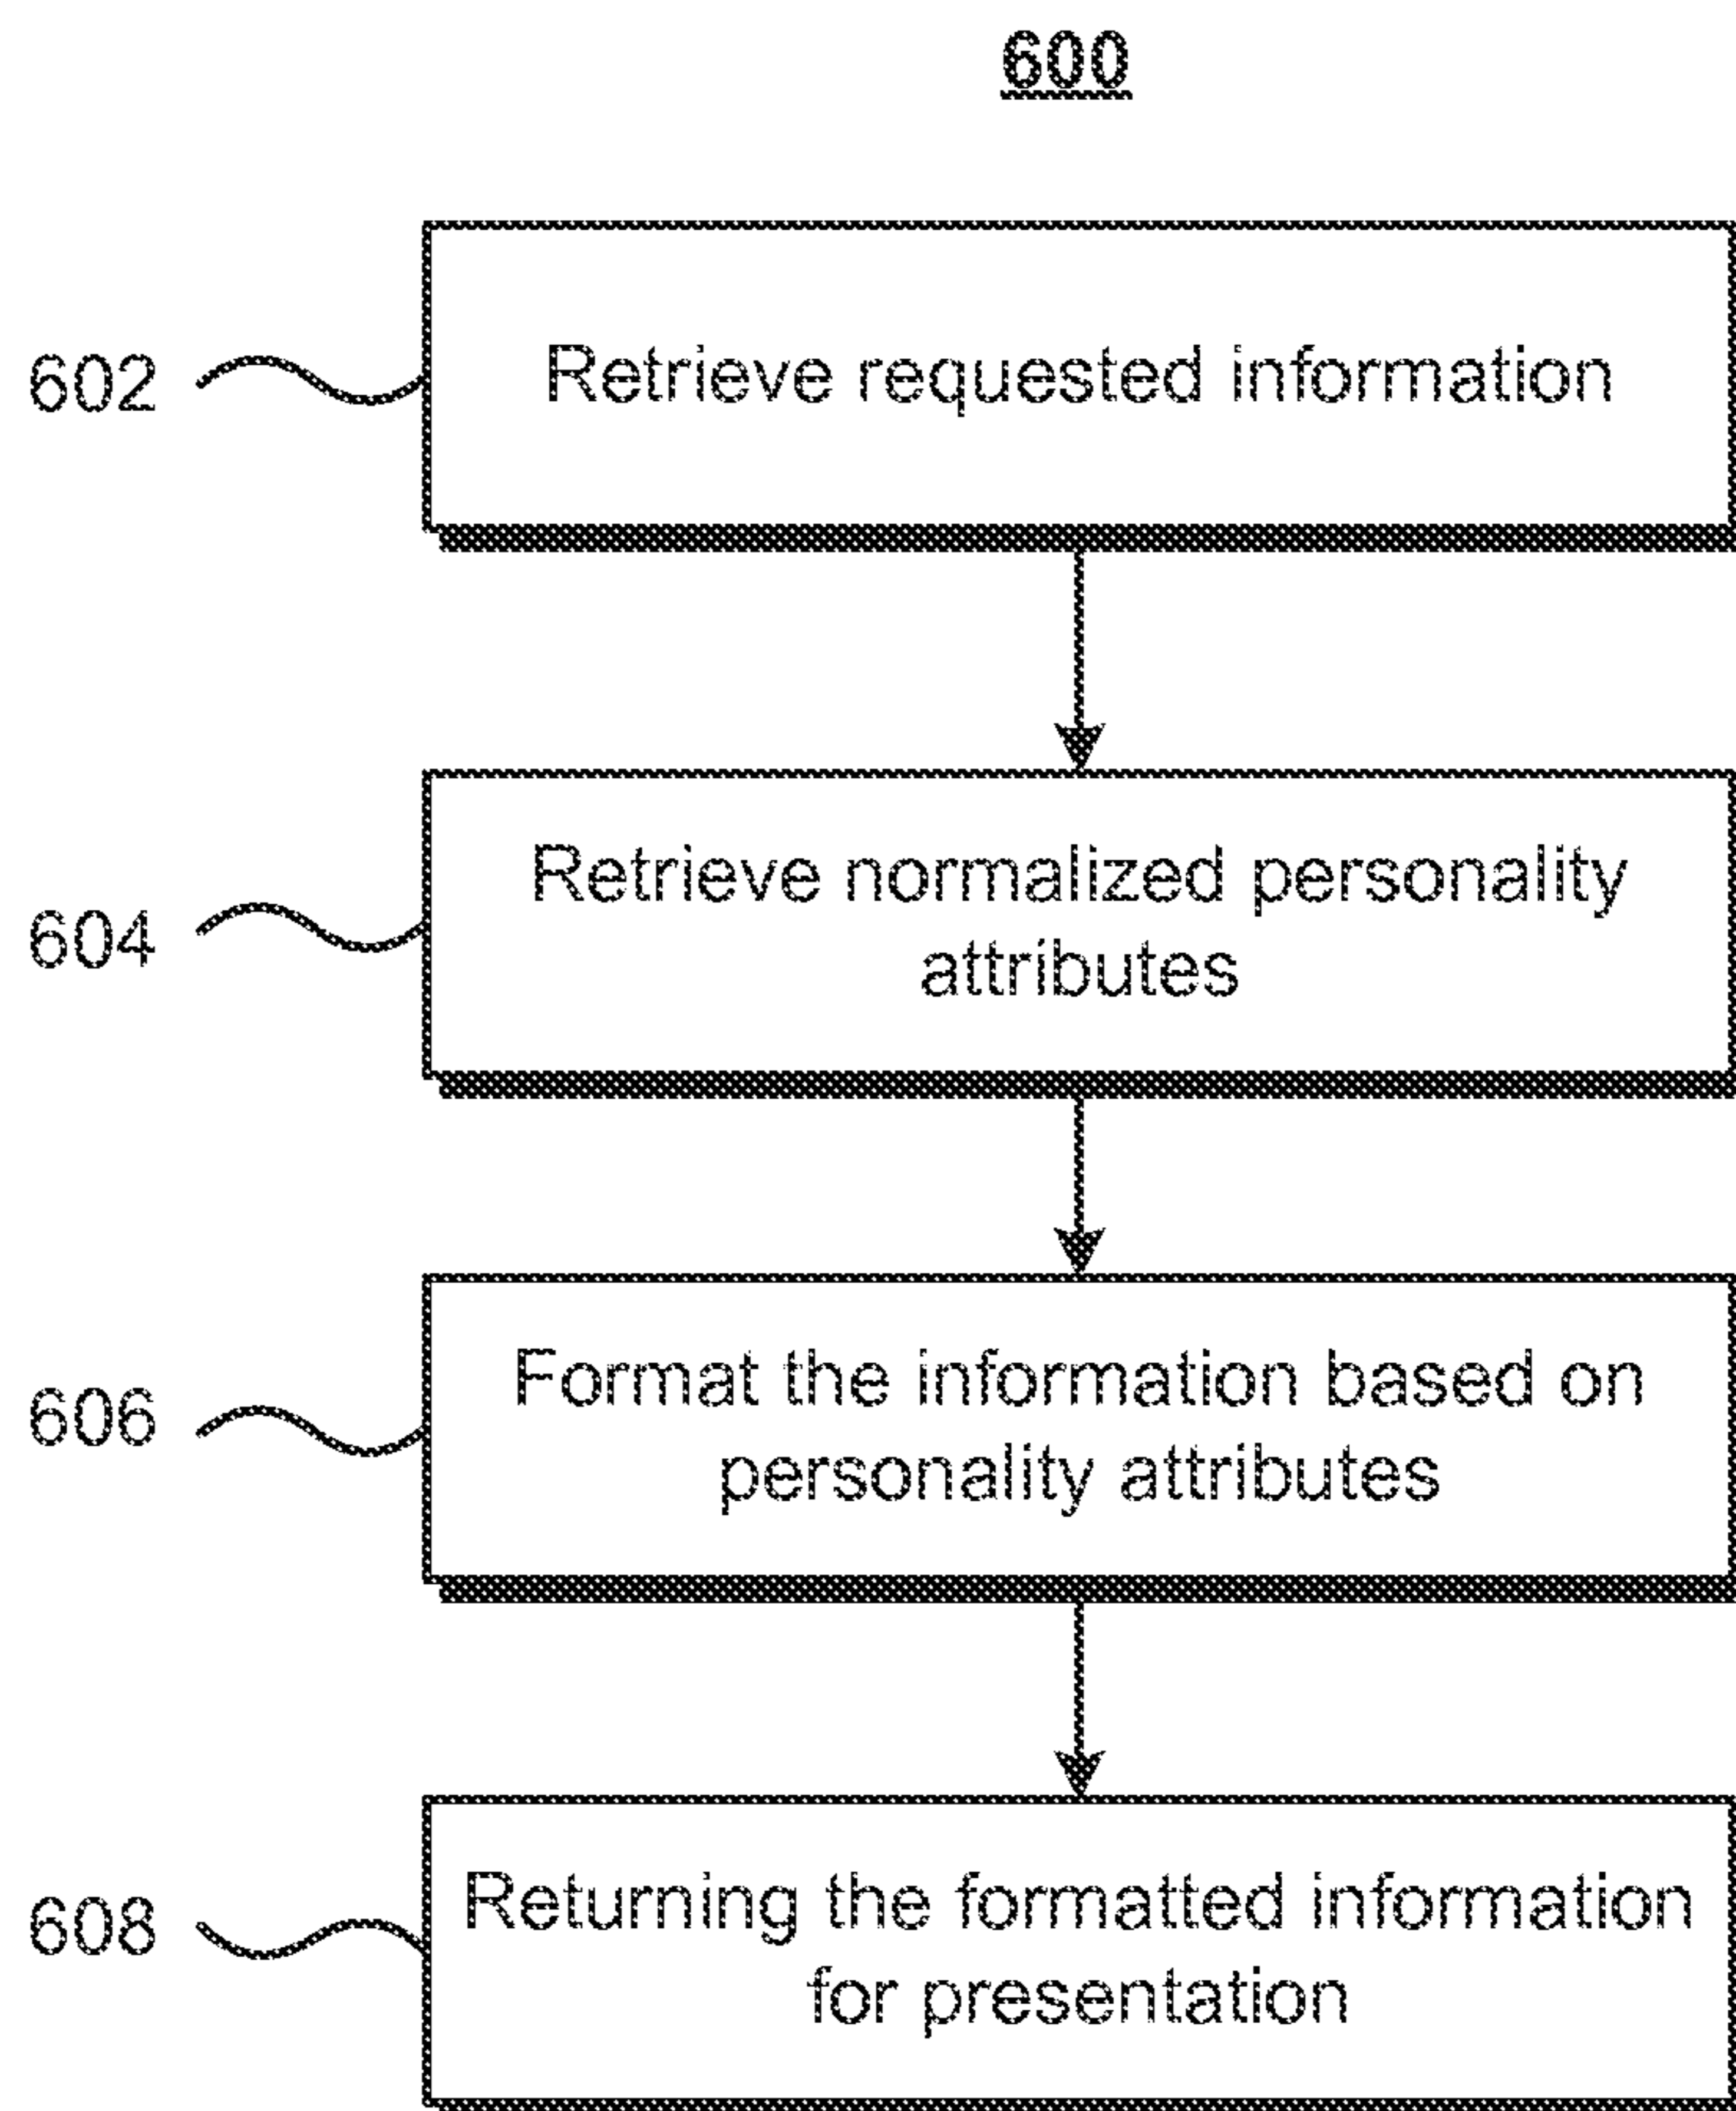 600
602
Retrieve requested information
604
Retrieve normalized personality
attributes
606
Format the information based on
personality attributes
608
Returning the formatted information
for presentation